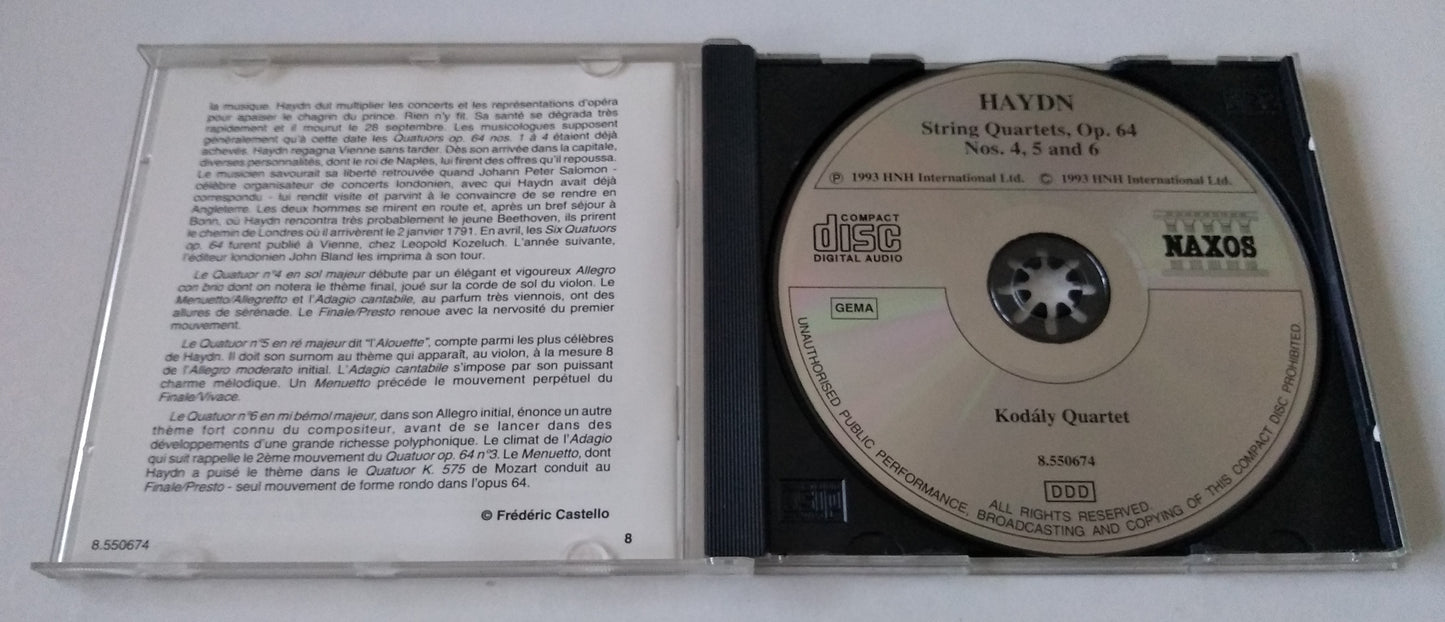 la musique. Haydn dut multiplier les concerts et les représentations d'opéra
pour apaiser le chagrin du prince. Rien n'y fit. Sa santé se dégrada très
rapidement et il mourut le 28 septembre. Les musicologues supposent
généralement qu'à cette date les Quatuors op. 64 nos. 1 à 4 étaient déjà
achevés. Haydn regagna Vienne sans tarder. Dès son arrivée dans la capitale,
diverses personnalités, dont le roi de Naples, lui firent des offres qu'il repoussa.
Le musicien savourait sa liberté retrouvée quand Johann Peter Salomon -
célèbre organisateur de concerts londonien, avec qui Haydn avait déjà
correspondu - lui rendit visite et parvint à le convaincre de se rendre en
Angleterre. Les deux hommes se mirent en route et, après un bref séjour à
Bonn, où Haydn rencontra très probablement le jeune Beethoven, ils prirent
le chemin de Londres où il arrivèrent le 2 janvier 1791. En avril, les Six Quatuors
op. 64 furent publié à Vienne, chez Leopold Kozeluch. L'année suivante,
l'éditeur londonien John Bland les imprima à son tour.
Le Quatuor n°4 en sol majeur débute par un élégant et vigoureux Allegro
con brio dont on notera le thème final, joué sur la corde de sol du violon. Le
Menuetto/Allegretto et l'Adagio cantabile, au parfum très viennois, ont des
allures de sérénade. Le Finale/Presto renoue avec la nervosité du premier
mouvement.
Le Quatuor n°5 en ré majeur dit "l'Alouette", compte parmi les plus célèbres
de Haydn. Il doit son surnom au thème qui apparaît, au violon, à la mesure 8
de l'Allegro moderato initial. L'Adagio cantabile s'impose par son puissant
charme mélodique. Un Menuetto précède le mouvement perpétuel du
Finale/Vivace.
Le Quatuor n°6 en mi bémol majeur, dans son Allegro initial, énonce un autre
thème fort connu du compositeur, avant de se lancer dans des
développements d'une grande richesse polyphonique. Le climat de l'Adagio
qui suit rappelle le 2ème mouvement du Quatuor op. 64 n°3. Le Menuetto, dont
Haydn a puisé le thème dans le Quatuor K. 575 de Mozart conduit au
Finale/Presto - seul mouvement de forme rondo dans l'opus 64.
© Frédéric Castello
8.550674
8
HAYDN
String Quartets, Op. 64
Nos. 4, 5 and 6
℗ 1993 HNH International Ltd. © 1993 HNH International Ltd.
COMPACT
disc
DIGITAL AUDIO
NAXOS
GEMA
Kodály Quartet
8.550674
DDD
ALL RIGHTS RESERVED.
UNAUTHORISED PUBLIC PERFORMANCE, BROADCASTING AND COPYING OF THIS COMPACT DISC PROHIBITED.